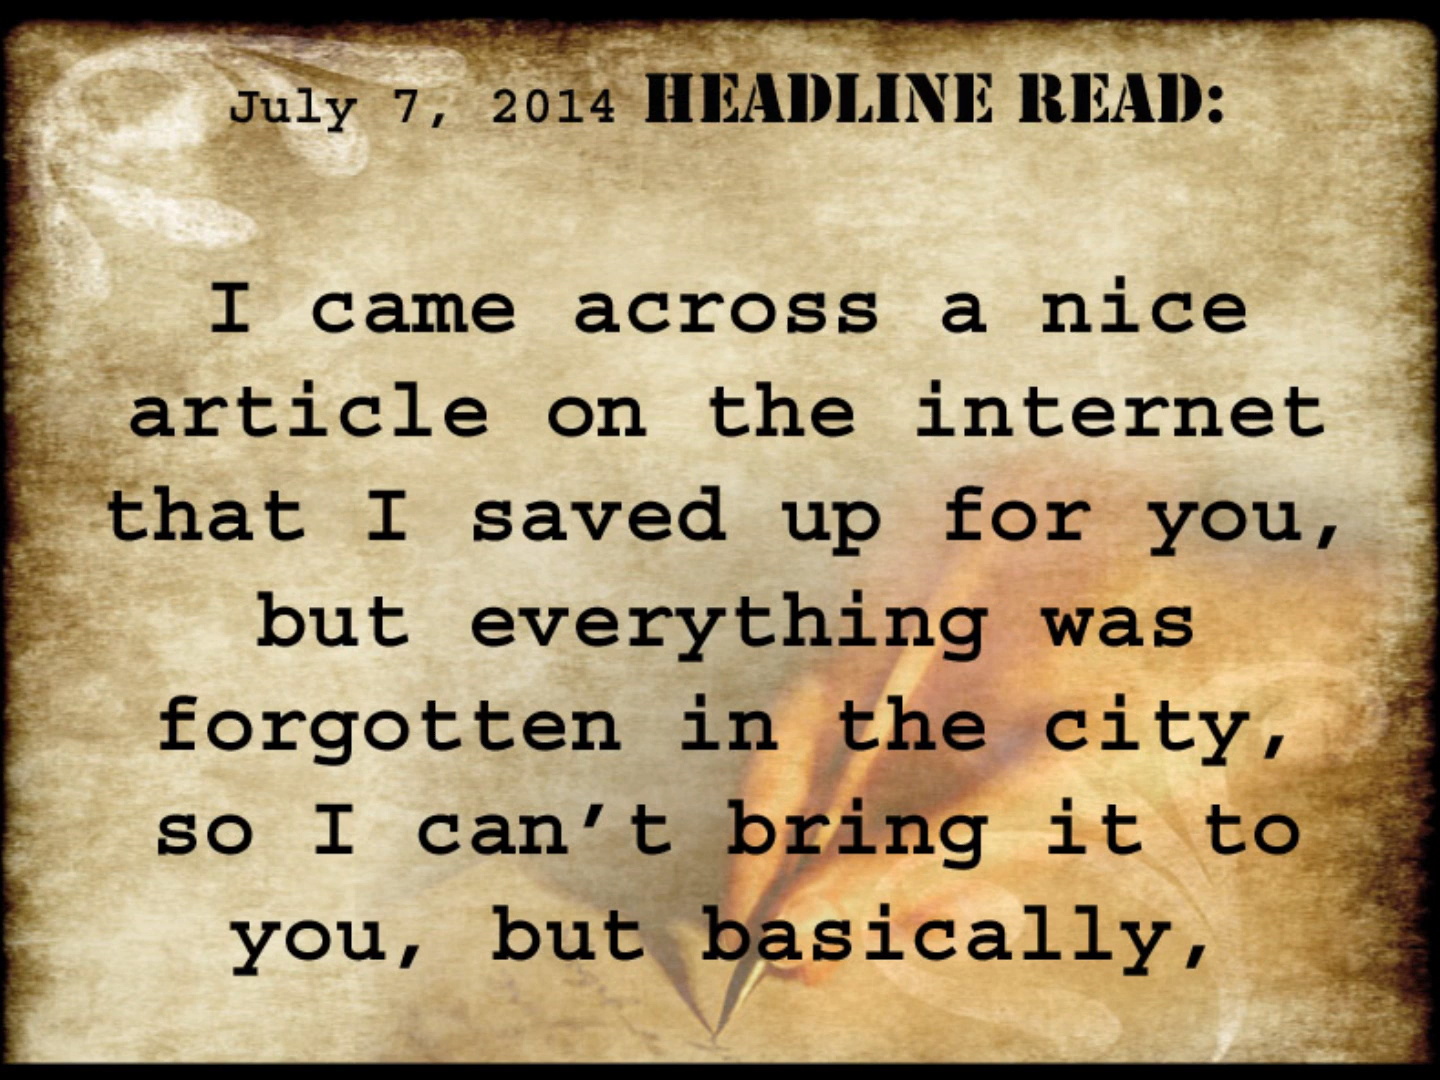 July 7, 2014 HEADLINE READ:
I came across a nice
article on the internet
that I saved up for you,
but everything was
forgotten in the city,
so I can’t bring it to
you, but basically,